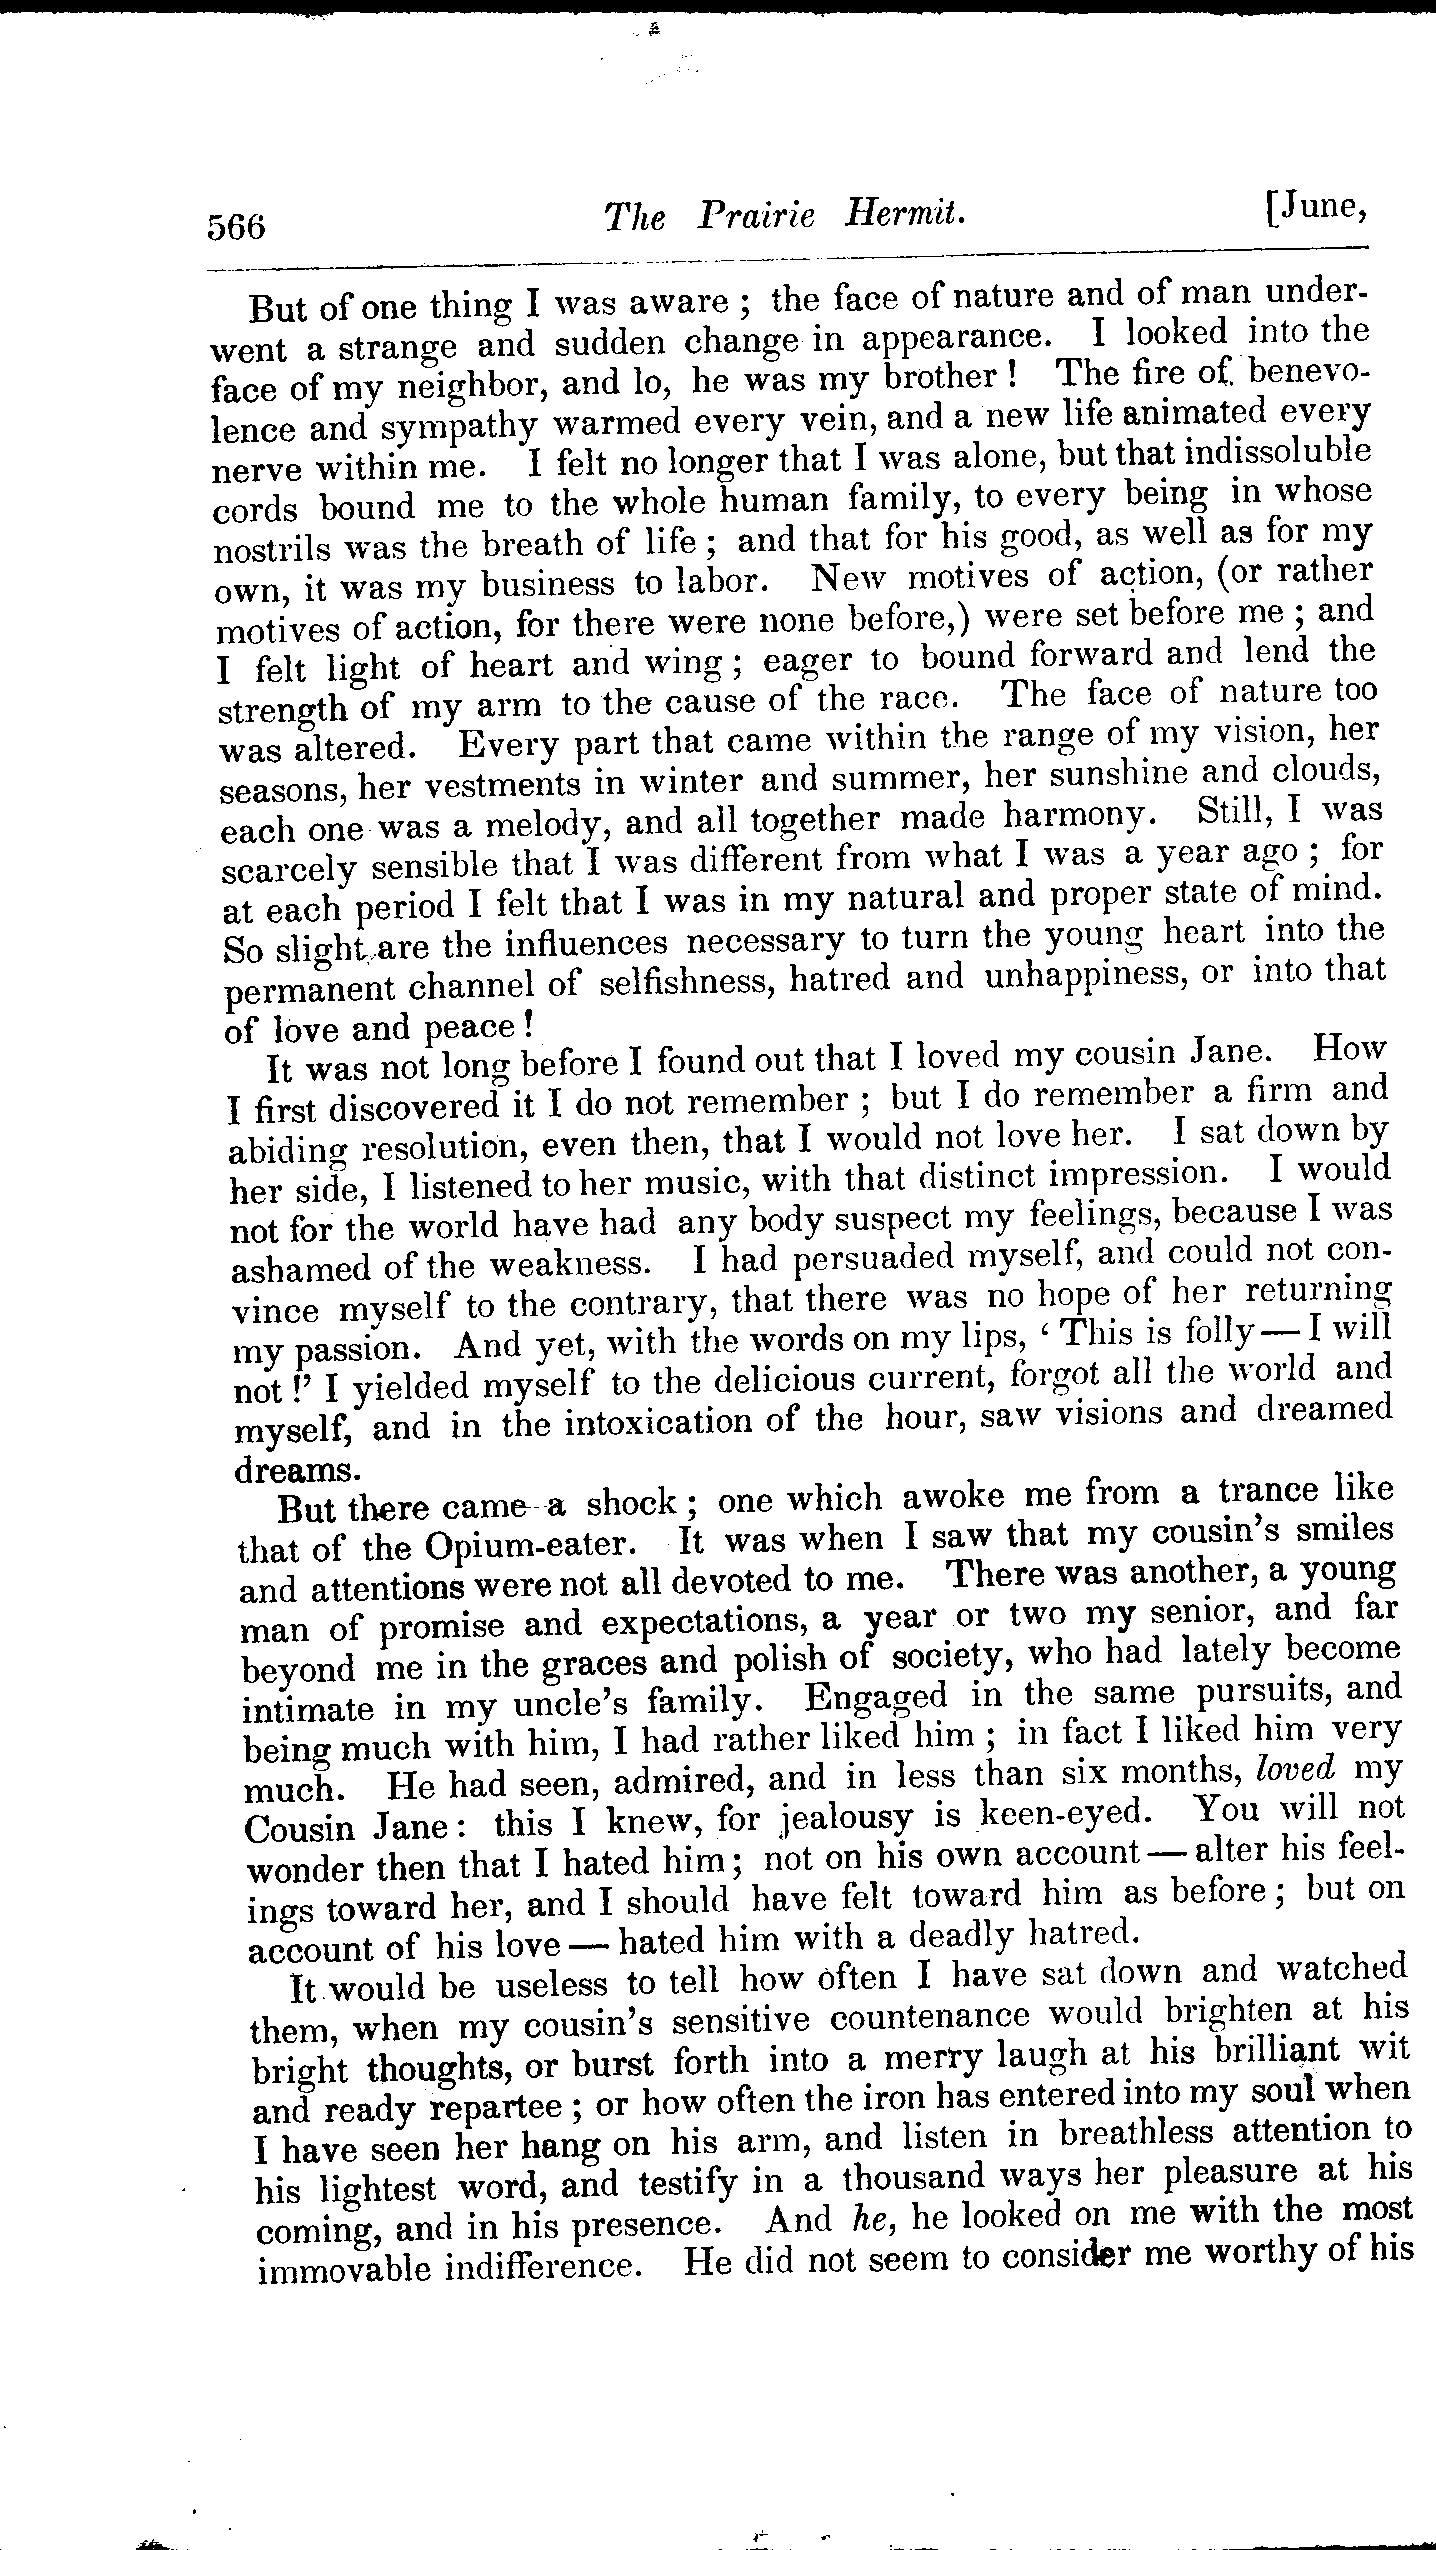 566 The Prairie Hermit. [June,
But of one thing I was aware ; the face of nature and of man under-
went a strange and sudden change in appearance. I looked into the
face of my neighbor, and lo, he was my brother ! The fire of benevo-
lence and sympathy warmed every vein, and a new life animated every
nerve within me. I felt no longer that I was alone, but that indissoluble
cords bound me to the whole human family, to every being in whose
nostrils was the breath of life ; and that for his good, as well as for my
own, it was my business to labor. New motives of action, (or rather
motives of action, for there were none before,) were set before me ; and
I felt light of heart and wing ; eager to bound forward and lend the
strength of my arm to the cause of the race. The face of nature too
was altered. Every part that came within the range of my vision, her
seasons, her vestments in winter and summer, her sunshine and clouds,
each one was a melody, and all together made harmony. Still, I was
scarcely sensible that I was different from what I was a year ago ; for
at each period I felt that I was in my natural and proper state of mind.
So slight are the influences necessary to turn the young heart into the
permanent channel of selfishness, hatred and unhappiness, or into that
of love and peace !
It was not long before I found out that I loved my cousin Jane. How
I first discovered it I do not remember ; but I do remember a firm and
abiding resolution, even then, that I would not love her. I sat down by
her side, I listened to her music, with that distinct impression. I would
not for the world have had any body suspect my feelings, because I was
ashamed of the weakness. I had persuaded myself, and could not con-
vince myself to the contrary, that there was no hope of her returning
my passion. And yet, with the words on my lips, ‘ This is folly — I will
not !’ I yielded myself to the delicious current, forgot all the world and
myself, and in the intoxication of the hour, saw visions and dreamed
dreams.
But there came a shock ; one which awoke me from a trance like
that of the Opium-eater. It was when I saw that my cousin’s smiles
and attentions were not all devoted to me. There was another, a young
man of promise and expectations, a year or two my senior, and far
beyond me in the graces and polish of society, who had lately become
intimate in my uncle’s family. Engaged in the same pursuits, and
being much with him, I had rather liked him ; in fact I liked him very
much. He had seen, admired, and in less than six months, loved my
Cousin Jane : this I knew, for jealousy is keen-eyed. You will not
wonder then that I hated him ; not on his own account — alter his feel-
ings toward her, and I should have felt toward him as before ; but on
account of his love — hated him with a deadly hatred.
It would be useless to tell how often I have sat down and watched
them, when my cousin’s sensitive countenance would brighten at his
bright thoughts, or burst forth into a merry laugh at his brilliant wit
and ready repartee ; or how often the iron has entered into my soul when
I have seen her hang on his arm, and listen in breathless attention to
his lightest word, and testify in a thousand ways her pleasure at his
coming, and in his presence. And he, he looked on me with the most
immovable indifference. He did not seem to consider me worthy of his